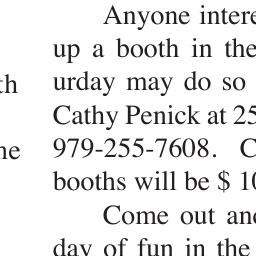 Anyone intere
up a booth in the
urday may do so
Cathy Penick at 25
979-255-7608. C
booths will be $ 10
Come out and
day of fun in the
th
ne